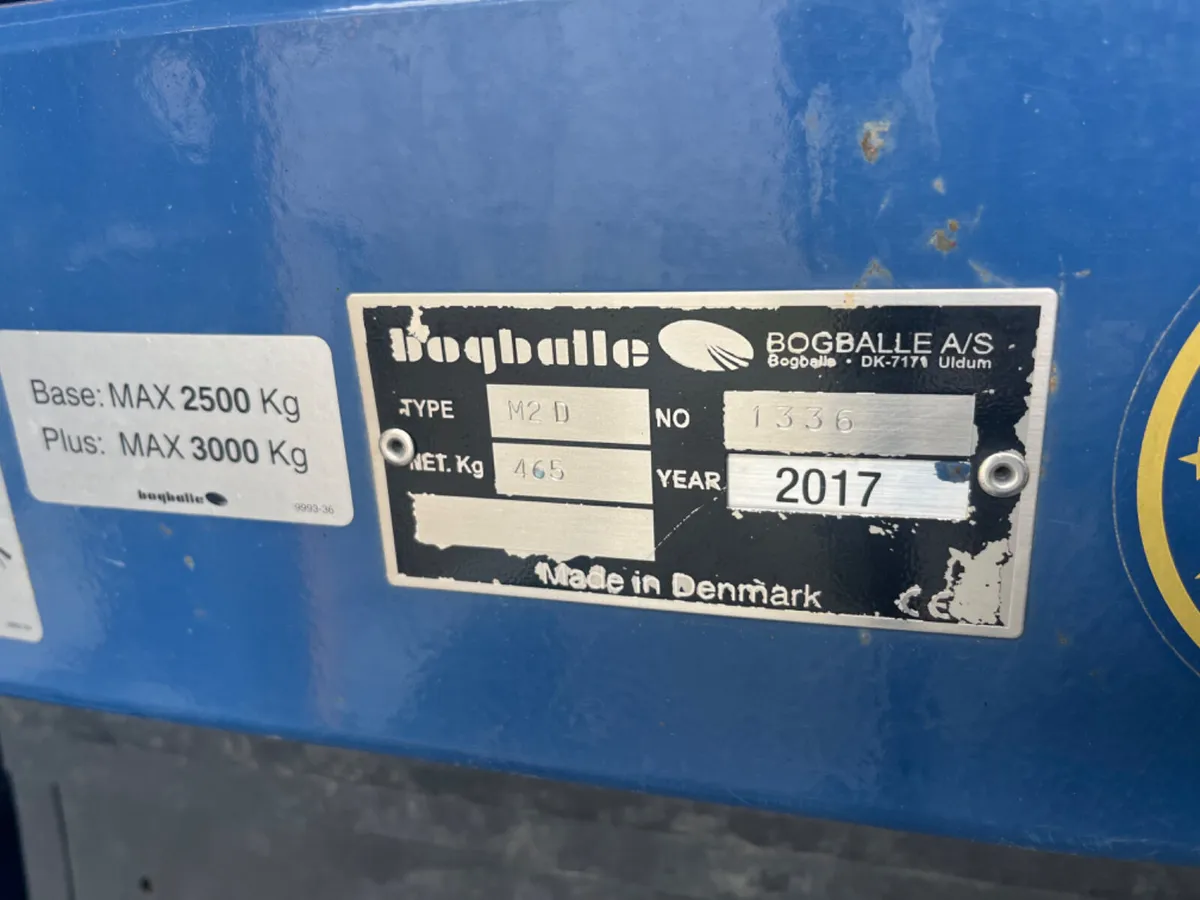 Base: MAX 2500 Kg
Plus: MAX 3000 Kg
bogballe
9993-36
bogballe
BOGBALLE A/S
Bogballe · DK-7171 Uldum
TYPE M2D NO 1336
NET. Kg 465 YEAR 2017
Made in Denmark
CE